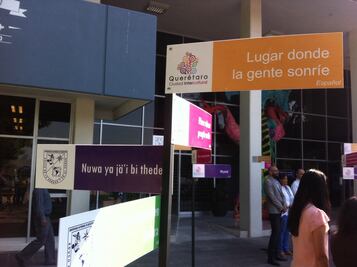 Querétaro
Ciudad Intercultural
Lugar donde
la gente sonríe
Español
Nuwa ya jä'i bi thede